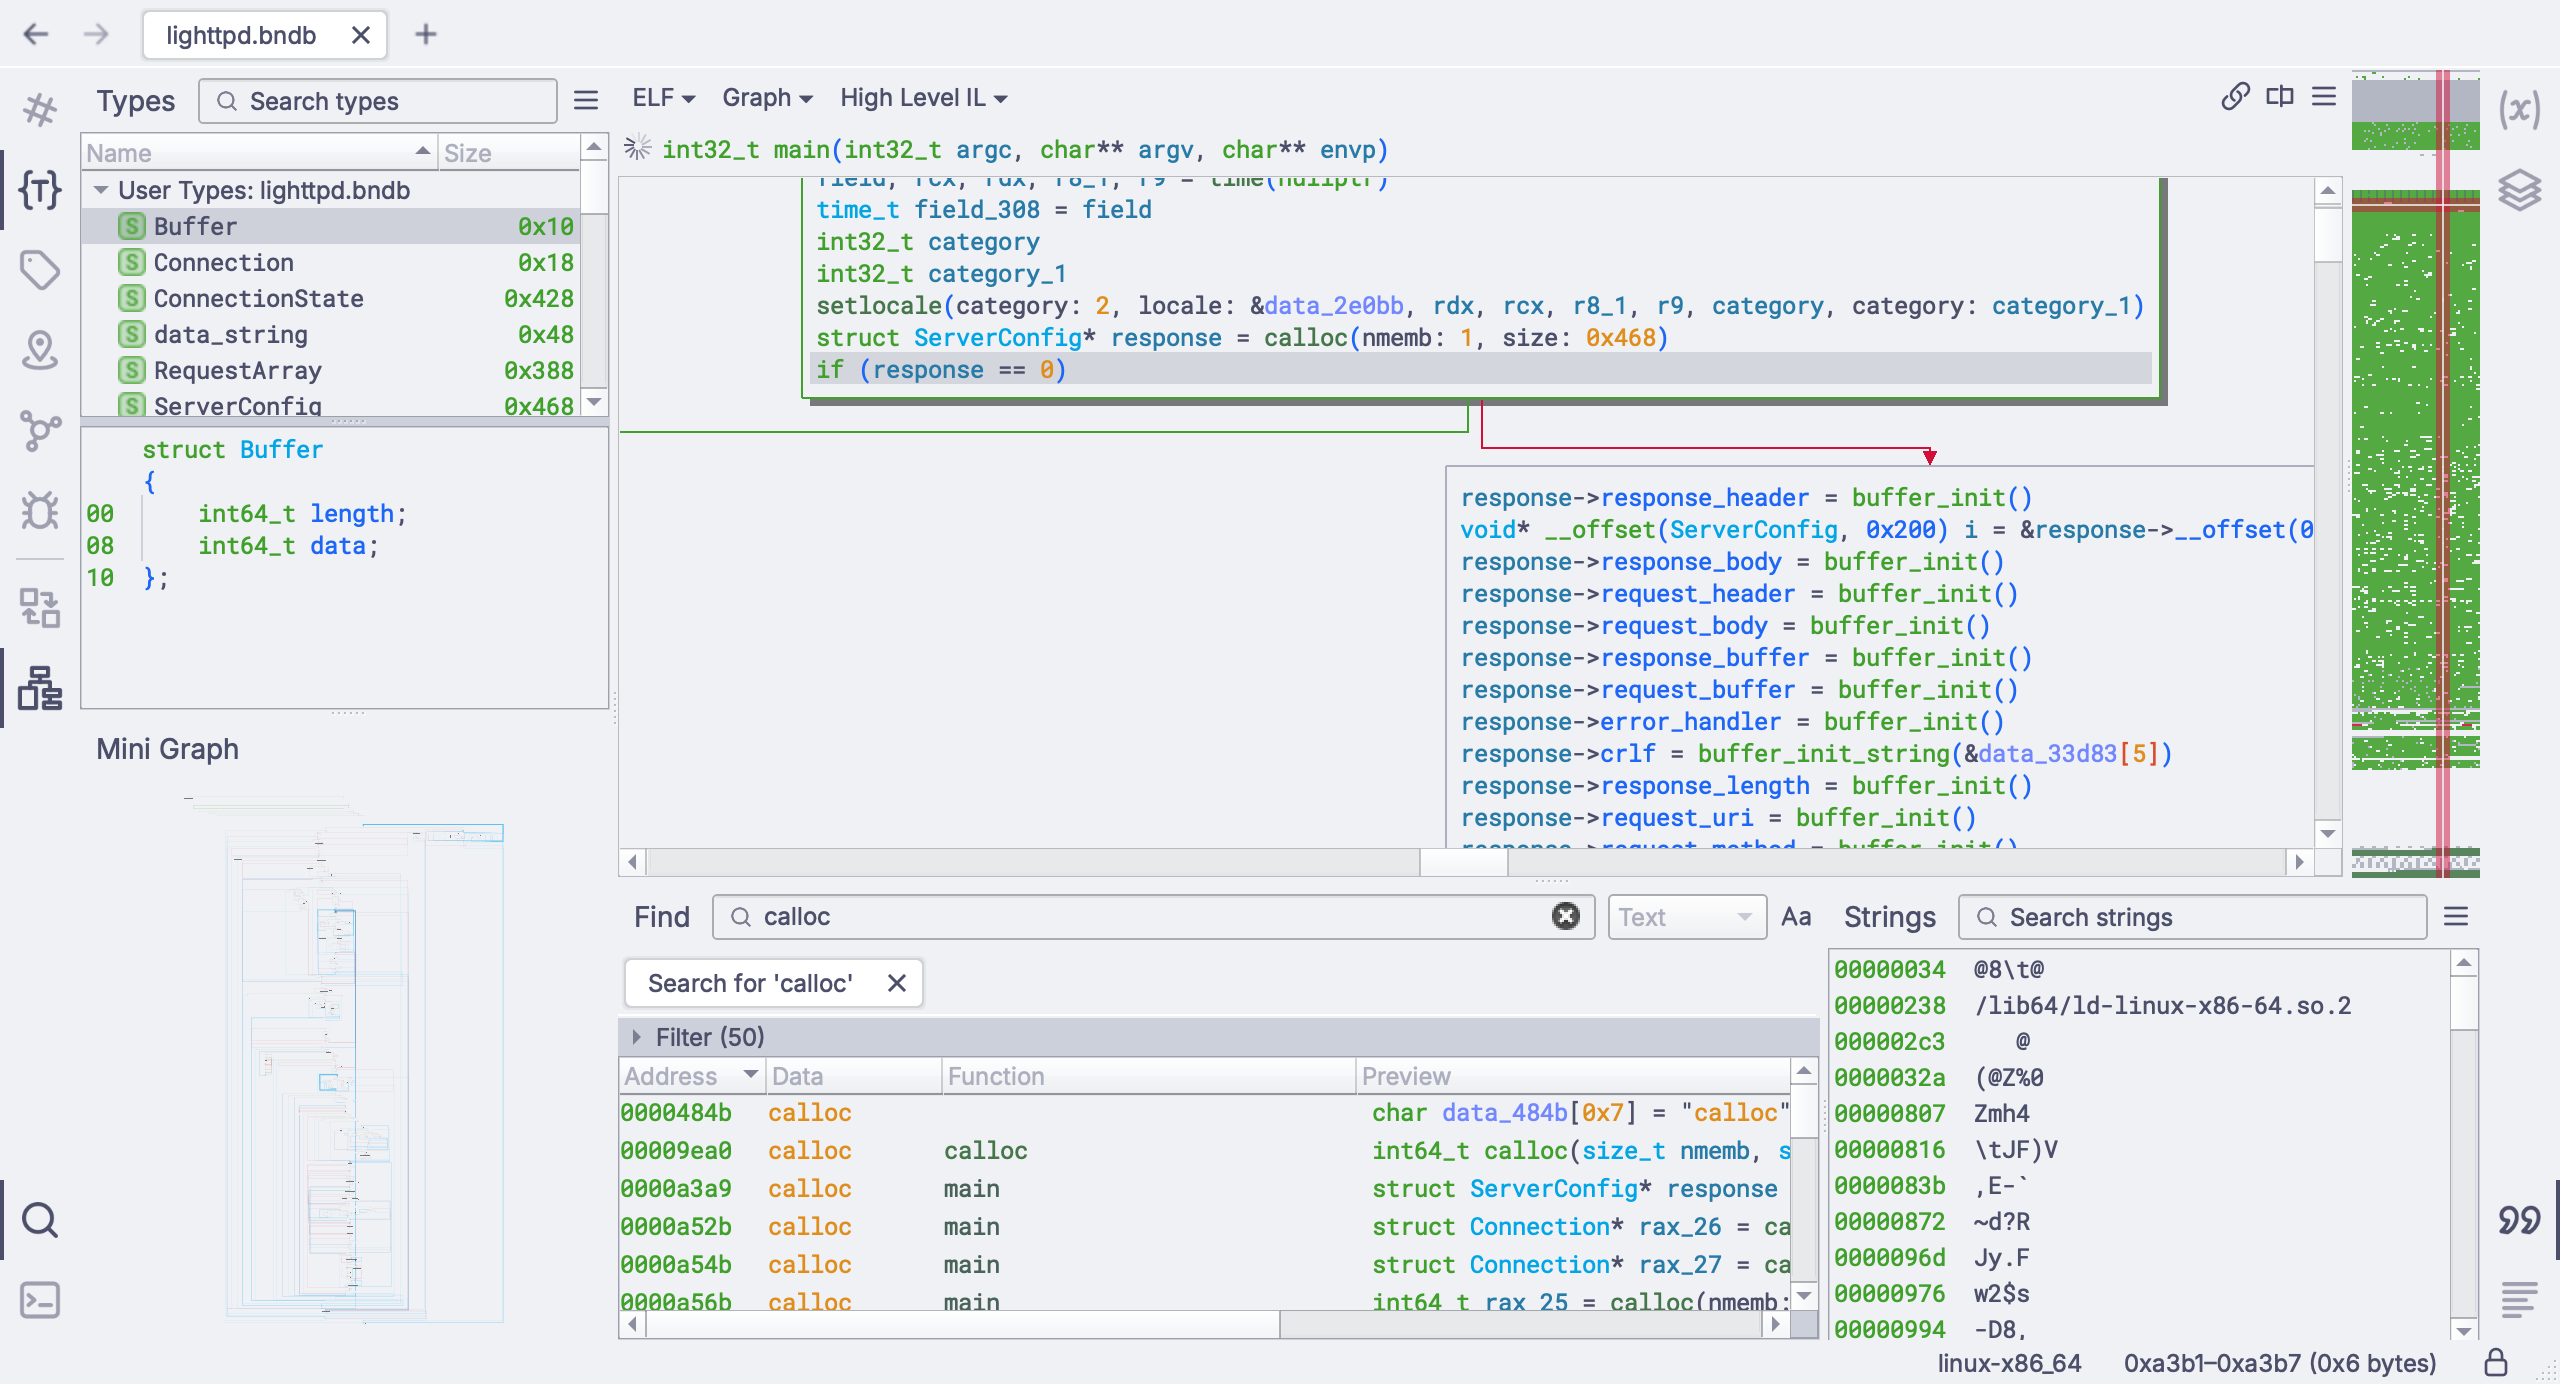 lighttpd.bndb
Types
Search types
Name Size
User Types: lighttpd.bndb
S Buffer 0x10
S Connection 0x18
S ConnectionState 0x428
S data_string 0x48
S RequestArray 0x388
S ServerConfig 0x468
struct Buffer
{
00 int64_t length;
08 int64_t data;
10 };
Mini Graph
ELF Graph High Level IL
int32_t main(int32_t argc, char** argv, char** envp)
field, rcx, rdx, r8_1, r9 = time(nullptr)
time_t field_308 = field
int32_t category
int32_t category_1
setlocale(category: 2, locale: &data_2e0bb, rdx, rcx, r8_1, r9, category, category: category_1)
struct ServerConfig* response = calloc(nmemb: 1, size: 0x468)
if (response == 0)
response->response_header = buffer_init()
void* __offset(ServerConfig, 0x200) i = &response->__offset(0
response->response_body = buffer_init()
response->request_header = buffer_init()
response->request_body = buffer_init()
response->response_buffer = buffer_init()
response->request_buffer = buffer_init()
response->error_handler = buffer_init()
response->crlf = buffer_init_string(&data_33d83[5])
response->response_length = buffer_init()
response->request_uri = buffer_init()
response->request_method = buffer_init()
Find calloc Text Aa
Search for 'calloc'
Filter (50)
Address Data Function Preview
0000484b calloc char data_484b[0x7] = "calloc"
00009ea0 calloc calloc int64_t calloc(size_t nmemb, s
0000a3a9 calloc main struct ServerConfig* response
0000a52b calloc main struct Connection* rax_26 = ca
0000a54b calloc main struct Connection* rax_27 = ca
0000a56b calloc main int64_t rax_25 = calloc(nmemb:
Strings Search strings
00000034 @8\t@
00000238 /lib64/ld-linux-x86-64.so.2
000002c3 @
0000032a (@Z%0
00000807 Zmh4
00000816 \tJF)V
0000083b ,E-`
00000872 ~d?R
0000096d Jy.F
00000976 w2$s
00000994 -D8,
linux-x86_64 0xa3b1–0xa3b7 (0x6 bytes)